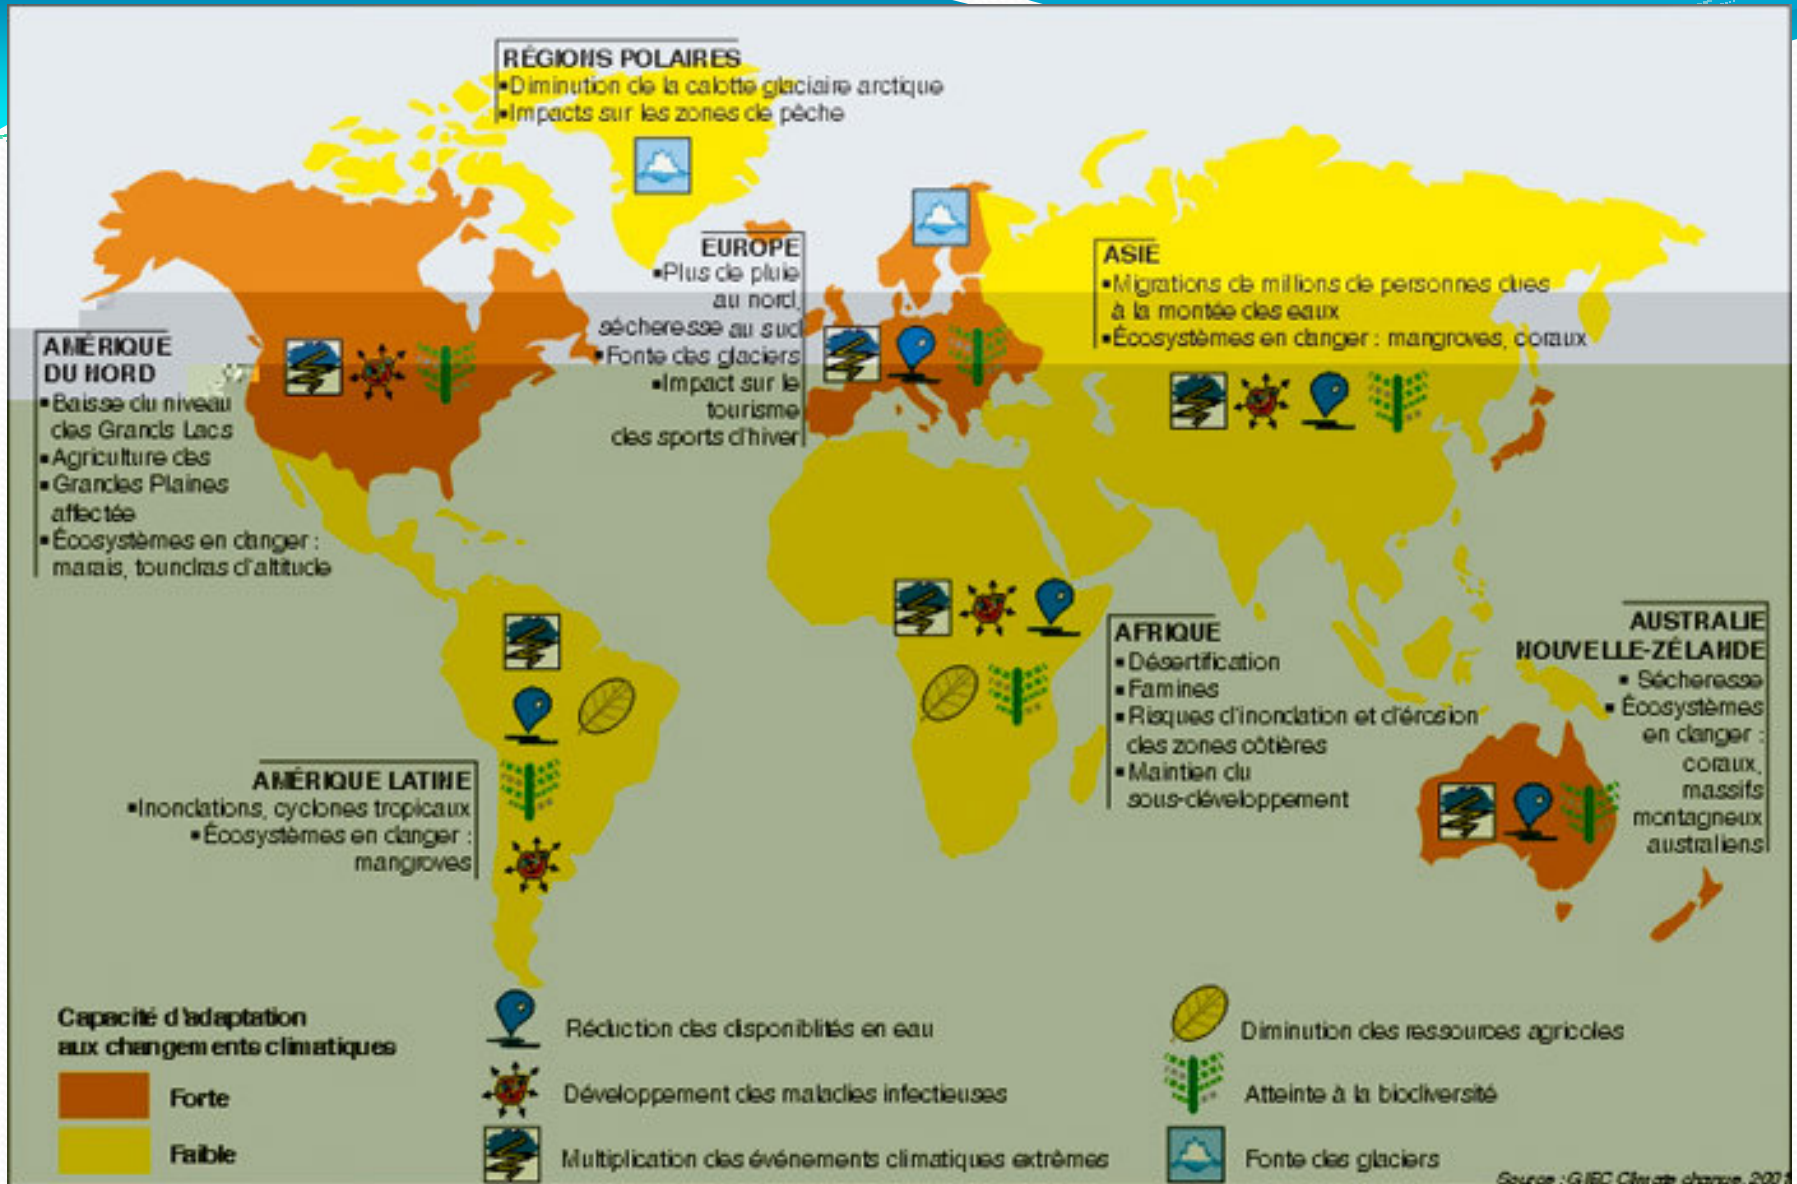 RÉGIONS POLAIRES
▪Diminution de la calotte glaciaire arctique
▪Impacts sur les zones de pêche
EUROPE
▪Plus de pluie
au nord,
sécheresse au sud
▪Fonte des glaciers
▪Impact sur le
tourisme
des sports d'hiver
ASIE
▪Migrations de millions de personnes dues
à la montée des eaux
▪Écosystèmes en danger : mangroves, coraux
AMÉRIQUE
DU NORD
▪Baisse du niveau
des Grands Lacs
▪Agriculture des
▪Grandes Plaines
affectée
▪Écosystèmes en danger :
marais, toundras d'altitude
AFRIQUE
▪Désertification
▪Famines
▪Risques d'inondation et d'érosion
des zones côtières
▪Maintien du
sous-développement
AUSTRALIE
NOUVELLE-ZÉLANDE
▪ Sécheresse
▪ Écosystèmes
en danger :
coraux,
massifs
montagneux
australiens
AMÉRIQUE LATINE
▪Inondations, cyclones tropicaux
▪Écosystèmes en danger :
mangroves
Capacité d'adaptation
aux changements climatiques
Forte
Faible
Réduction des disponiblités en eau
Développement des maladies infectieuses
Multiplication des événements climatiques extrêmes
Diminution des ressources agricoles
Atteinte à la biodiversité
Fonte des glaciers
Source : GIEC Climate change, 2001